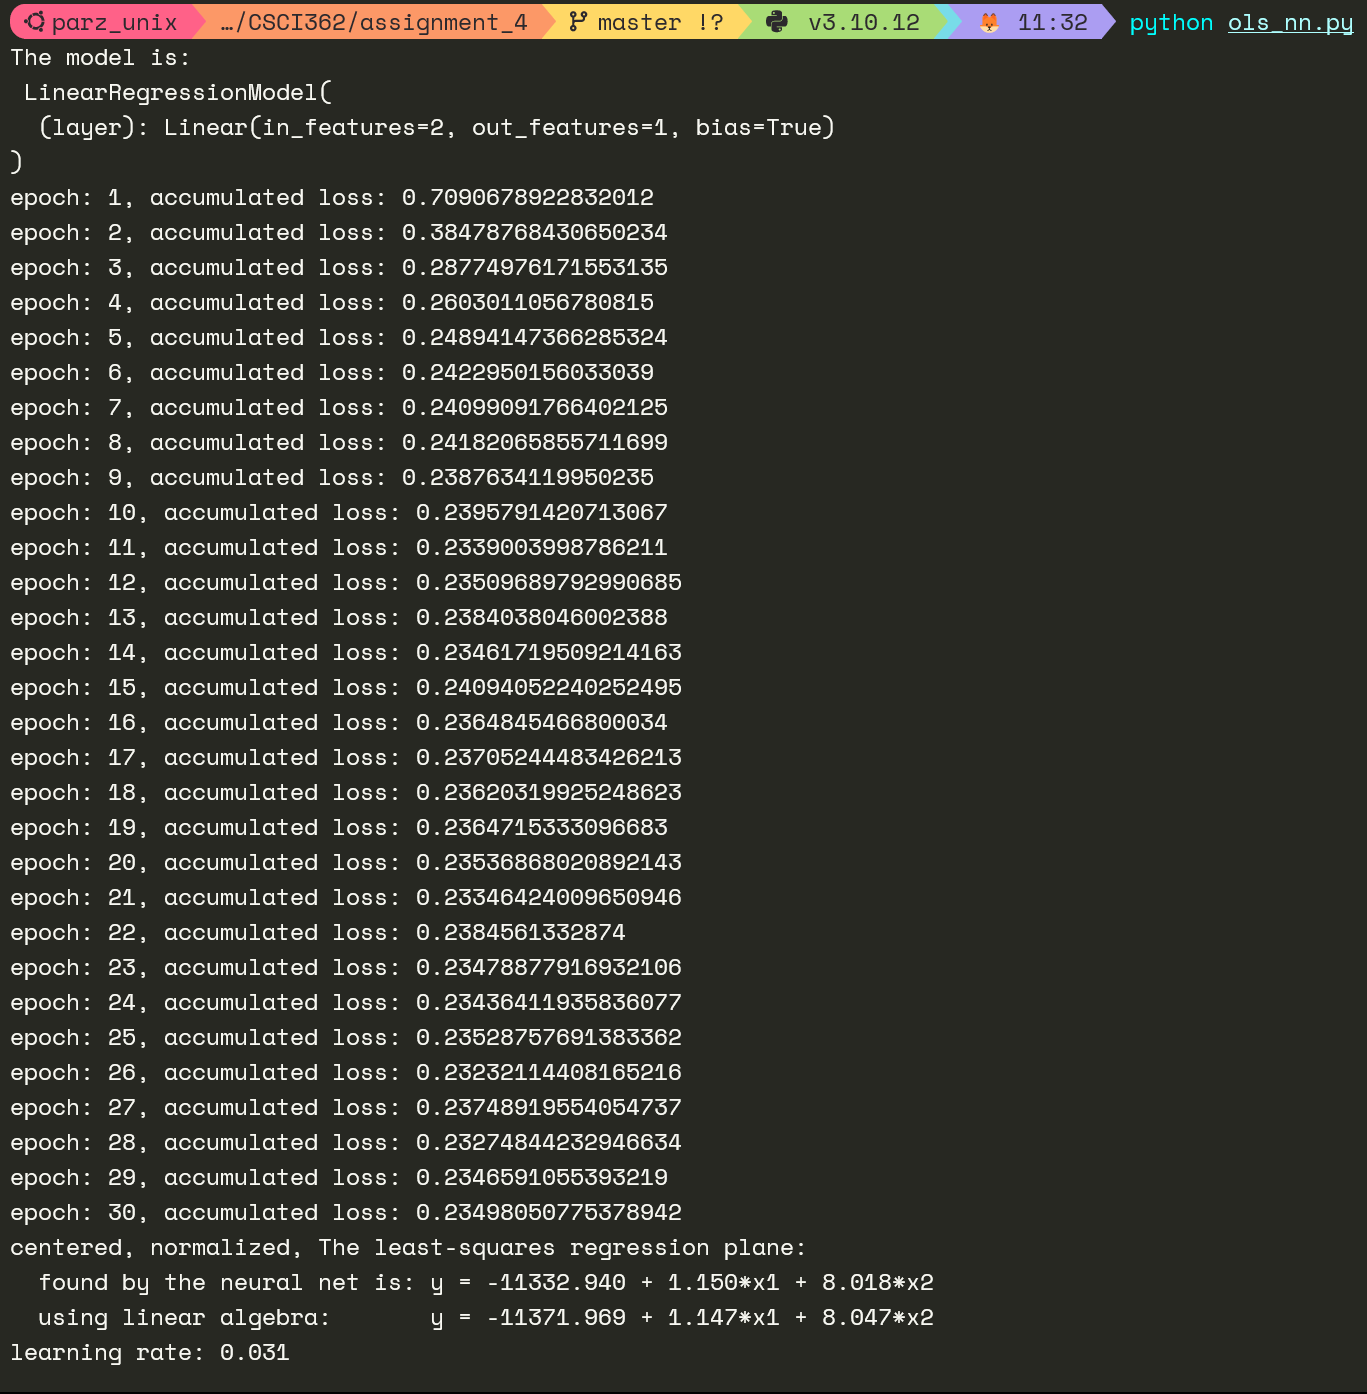 parz_unix …/CSCI362/assignment_4 master !? v3.10.12 11:32 python ols_nn.py
The model is:
LinearRegressionModel(
(layer): Linear(in_features=2, out_features=1, bias=True)
)
epoch: 1, accumulated loss: 0.7090678922832012
epoch: 2, accumulated loss: 0.38478768430650234
epoch: 3, accumulated loss: 0.28774976171553135
epoch: 4, accumulated loss: 0.2603011056780815
epoch: 5, accumulated loss: 0.24894147366285324
epoch: 6, accumulated loss: 0.2422950156033039
epoch: 7, accumulated loss: 0.24099091766402125
epoch: 8, accumulated loss: 0.24182065855711699
epoch: 9, accumulated loss: 0.2387634119950235
epoch: 10, accumulated loss: 0.2395791420713067
epoch: 11, accumulated loss: 0.2339003998786211
epoch: 12, accumulated loss: 0.23509689792990685
epoch: 13, accumulated loss: 0.2384038046002388
epoch: 14, accumulated loss: 0.23461719509214163
epoch: 15, accumulated loss: 0.24094052240252495
epoch: 16, accumulated loss: 0.2364845466800034
epoch: 17, accumulated loss: 0.23705244483426213
epoch: 18, accumulated loss: 0.23620319925248623
epoch: 19, accumulated loss: 0.2364715333096683
epoch: 20, accumulated loss: 0.23536868020892143
epoch: 21, accumulated loss: 0.23346424009650946
epoch: 22, accumulated loss: 0.2384561332874
epoch: 23, accumulated loss: 0.23478877916932106
epoch: 24, accumulated loss: 0.23436411935836077
epoch: 25, accumulated loss: 0.23528757691383362
epoch: 26, accumulated loss: 0.23232114408165216
epoch: 27, accumulated loss: 0.23748919554054737
epoch: 28, accumulated loss: 0.23274844232946634
epoch: 29, accumulated loss: 0.2346591055393219
epoch: 30, accumulated loss: 0.23498050775378942
centered, normalized, The least-squares regression plane:
found by the neural net is: y = -11332.940 + 1.150*x1 + 8.018*x2
using linear algebra: y = -11371.969 + 1.147*x1 + 8.047*x2
learning rate: 0.031